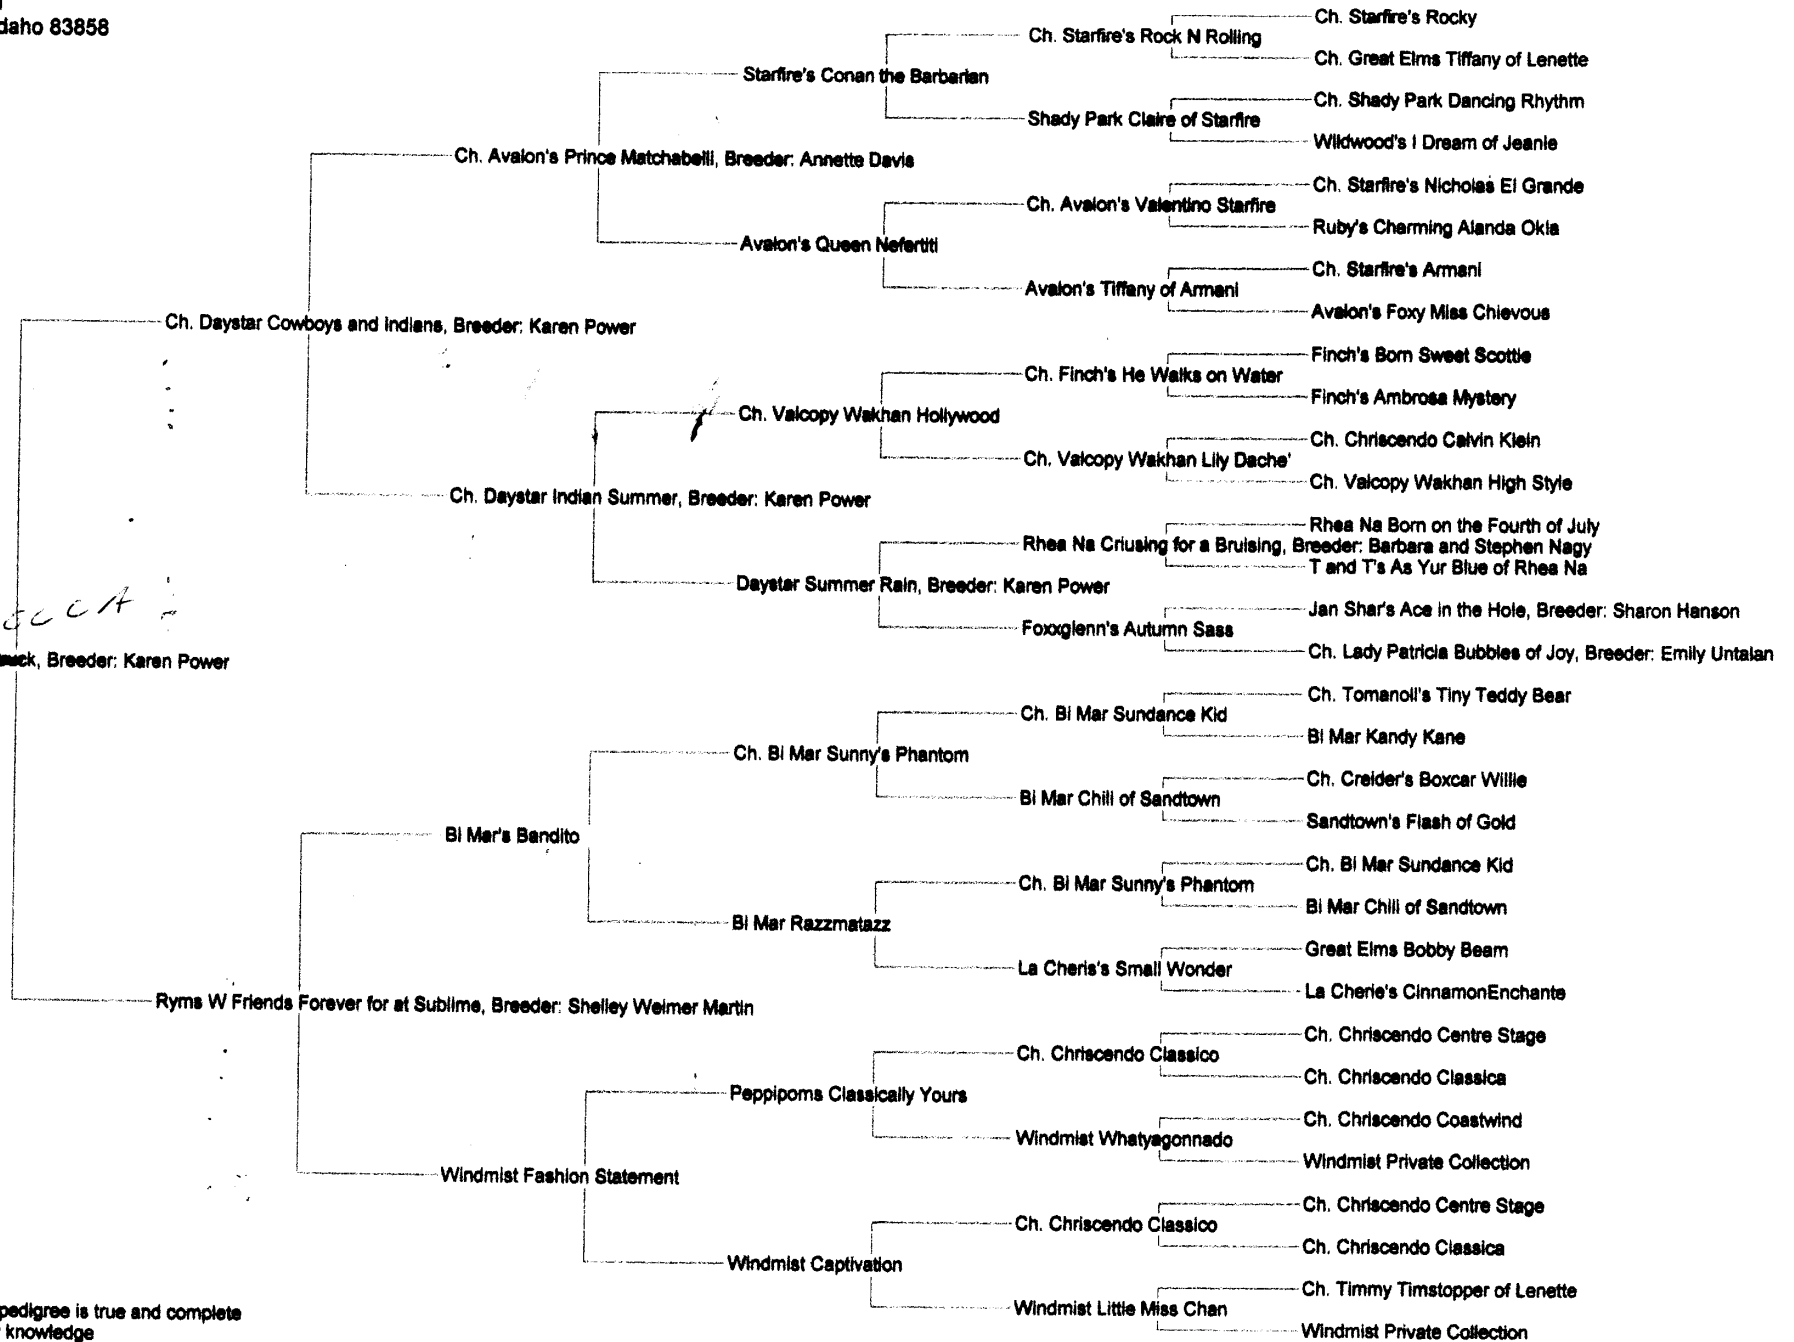 daho 83858
Ch. Starfire's Rocky
Ch. Starfire's Rock N Rolling
Ch. Great Elms Tiffany of Lenette
Starfire's Conan the Barbarian
Ch. Shady Park Dancing Rhythm
Shady Park Claire of Starfire
Wildwood's I Dream of Jeanie
Ch. Avalon's Prince Matchabelli, Breeder: Annette Davis
Ch. Starfire's Nicholas El Grande
Ch. Avalon's Valentino Starfire
Ruby's Charming Alanda Okla
Avalon's Queen Nefertiti
Ch. Starfire's Armani
Avalon's Tiffany of Armani
Avalon's Foxy Miss Chievous
Ch. Daystar Cowboys and Indians, Breeder: Karen Power
Finch's Born Sweet Scottie
Ch. Finch's He Walks on Water
Finch's Ambrosa Mystery
Ch. Valcopy Wakhan Hollywood
Ch. Chriscendo Calvin Klein
Ch. Valcopy Wakhan Lily Dache'
Ch. Valcopy Wakhan High Style
Ch. Daystar Indian Summer, Breeder: Karen Power
Rhea Na Born on the Fourth of July
Rhea Na Criusing for a Bruising, Breeder: Barbara and Stephen Nagy
T and T's As Yur Blue of Rhea Na
Daystar Summer Rain, Breeder: Karen Power
Jan Shar's Ace in the Hole, Breeder: Sharon Hanson
Foxxglenn's Autumn Sass
Ch. Lady Patricia Bubbles of Joy, Breeder: Emily Untalan
Breeder: Karen Power
Ch. Tomanoll's Tiny Teddy Bear
Ch. Bi Mar Sundance Kid
Bi Mar Kandy Kane
Ch. Bi Mar Sunny's Phantom
Ch. Creider's Boxcar Willie
Bi Mar Chili of Sandtown
Sandtown's Flash of Gold
Bi Mar's Bandito
Ch. Bi Mar Sundance Kid
Ch. Bi Mar Sunny's Phantom
Bi Mar Chili of Sandtown
Bi Mar Razzmatazz
Great Elms Bobby Beam
La Cheris's Small Wonder
La Cherie's CinnamonEnchante
Ryms W Friends Forever for at Sublime, Breeder: Shelley Weimer Martin
Ch. Chriscendo Centre Stage
Ch. Chriscendo Classico
Ch. Chriscendo Classica
Peppipoms Classically Yours
Ch. Chriscendo Coastwind
Windmist Whatyagonnado
Windmist Private Collection
Windmist Fashion Statement
Ch. Chriscendo Centre Stage
Ch. Chriscendo Classico
Ch. Chriscendo Classica
Windmist Captivation
Ch. Timmy Timstopper of Lenette
Windmist Little Miss Chan
Windmist Private Collection
pedigree is true and complete
knowledge